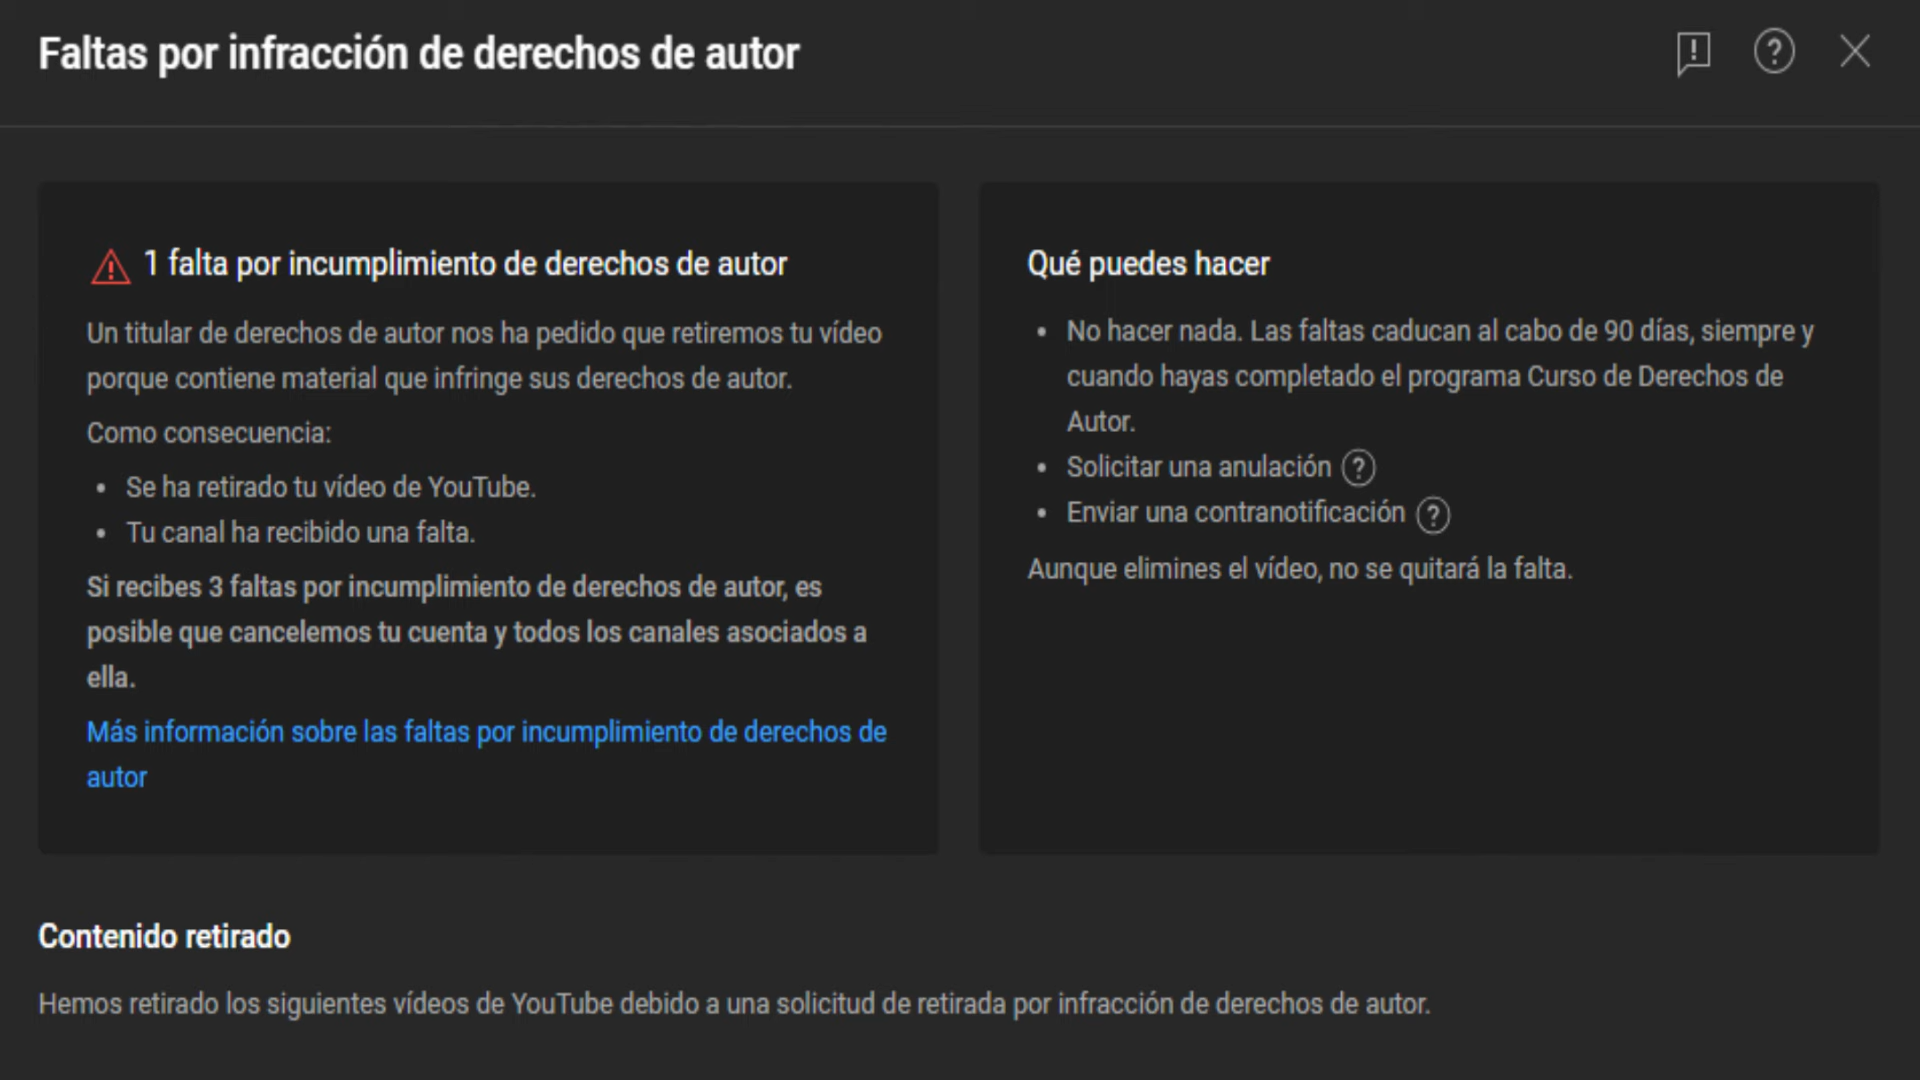 Faltas por infracción de derechos de autor
1 falta por incumplimiento de derechos de autor
Un titular de derechos de autor nos ha pedido que retiremos tu vídeo
porque contiene material que infringe sus derechos de autor.
Como consecuencia:
• Se ha retirado tu vídeo de YouTube.
• Tu canal ha recibido una falta.
Si recibes 3 faltas por incumplimiento de derechos de autor, es
posible que cancelemos tu cuenta y todos los canales asociados a
ella.
Más información sobre las faltas por incumplimiento de derechos de
autor
Qué puedes hacer
• No hacer nada. Las faltas caducan al cabo de 90 días, siempre y
cuando hayas completado el programa Curso de Derechos de
Autor.
• Solicitar una anulación ?
• Enviar una contranotificación ?
Aunque elimines el vídeo, no se quitará la falta.
Contenido retirado
Hemos retirado los siguientes vídeos de YouTube debido a una solicitud de retirada por infracción de derechos de autor.